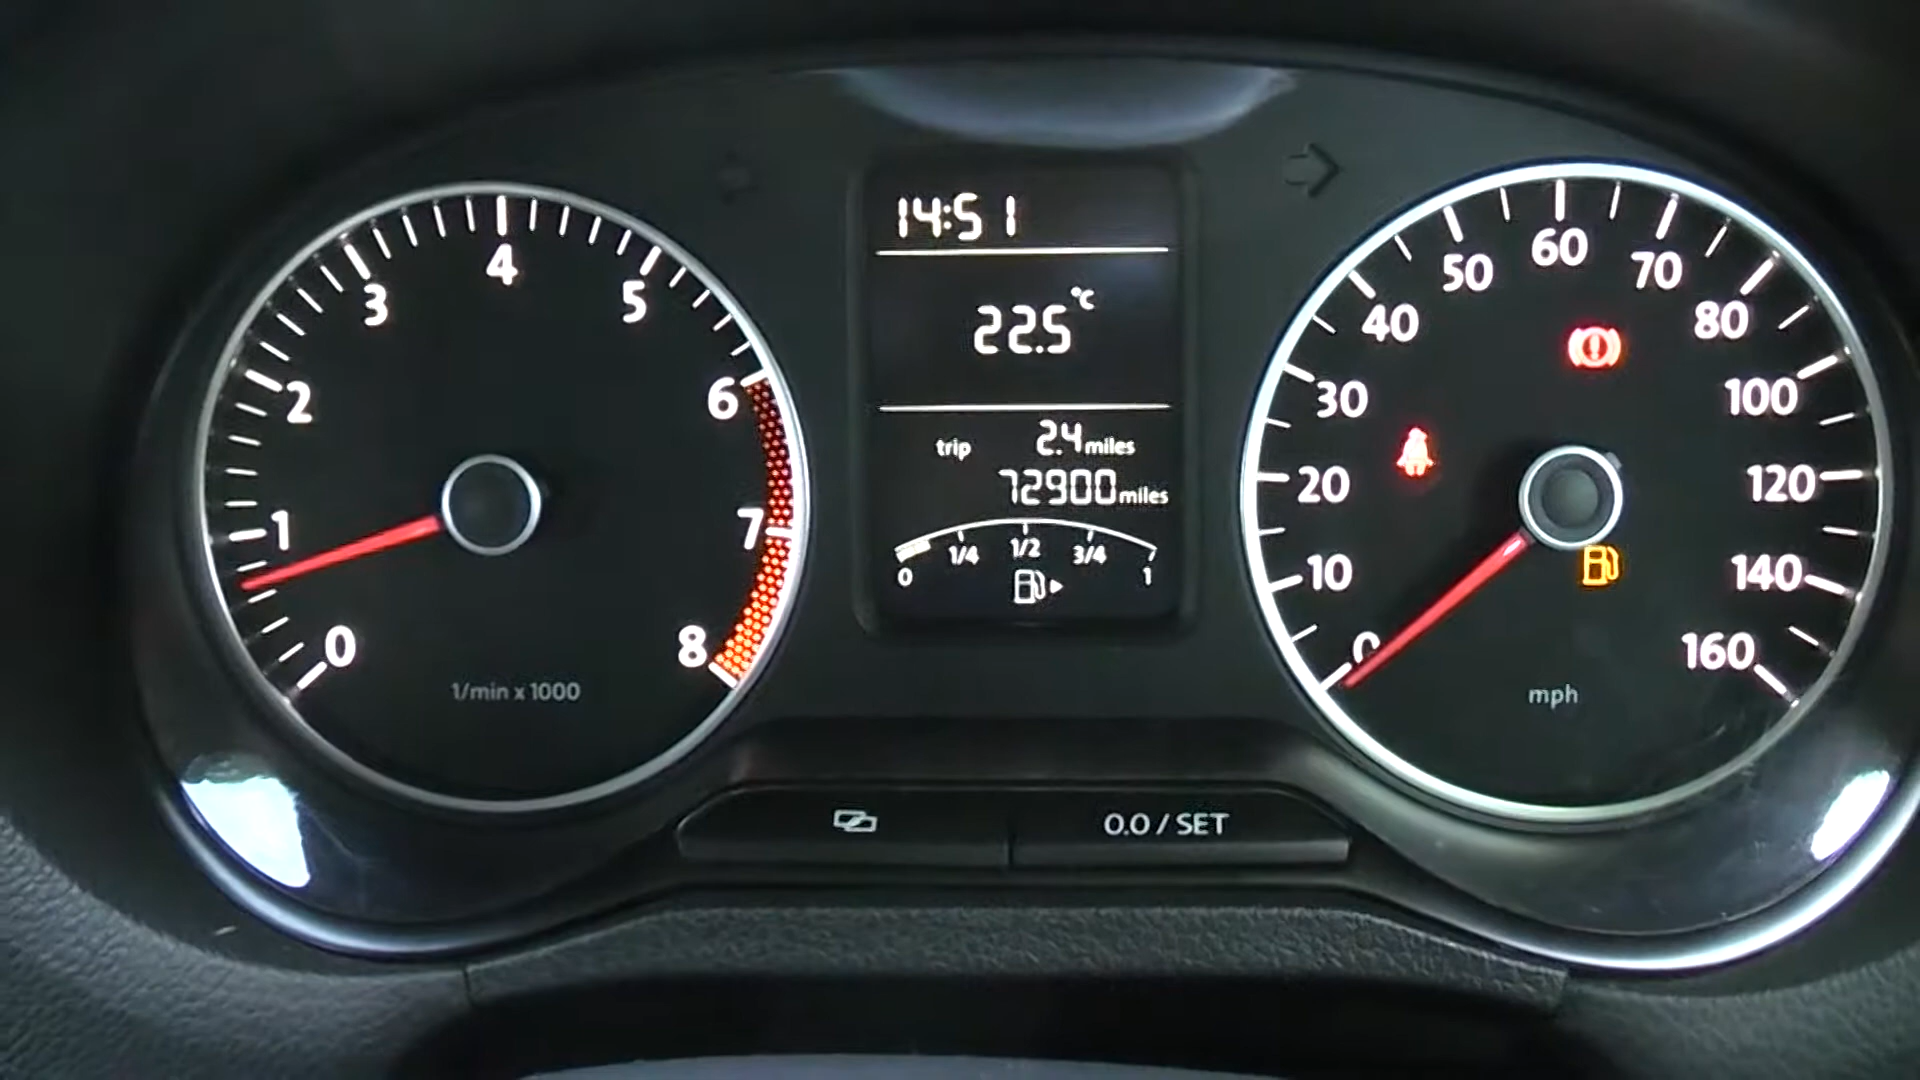 14:51
22.5°C
trip 2.4 miles
72900 miles
0 1/4 1/2 3/4 1
0 1 2 3 4 5 6 7 8
1/min x 1000
0 10 20 30 40 50 60 70 80 100 120 140 160
mph
0.0 / SET